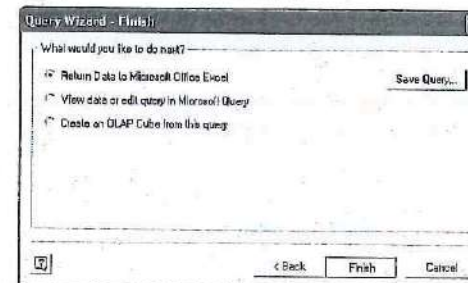 Query Wizard - Finish
What would you like to do next?
Return Data to Microsoft Office Excel
Save Query...
View data or edit query in Microsoft Query
Create an OLAP Cube from this query
< Back
Finish
Cancel